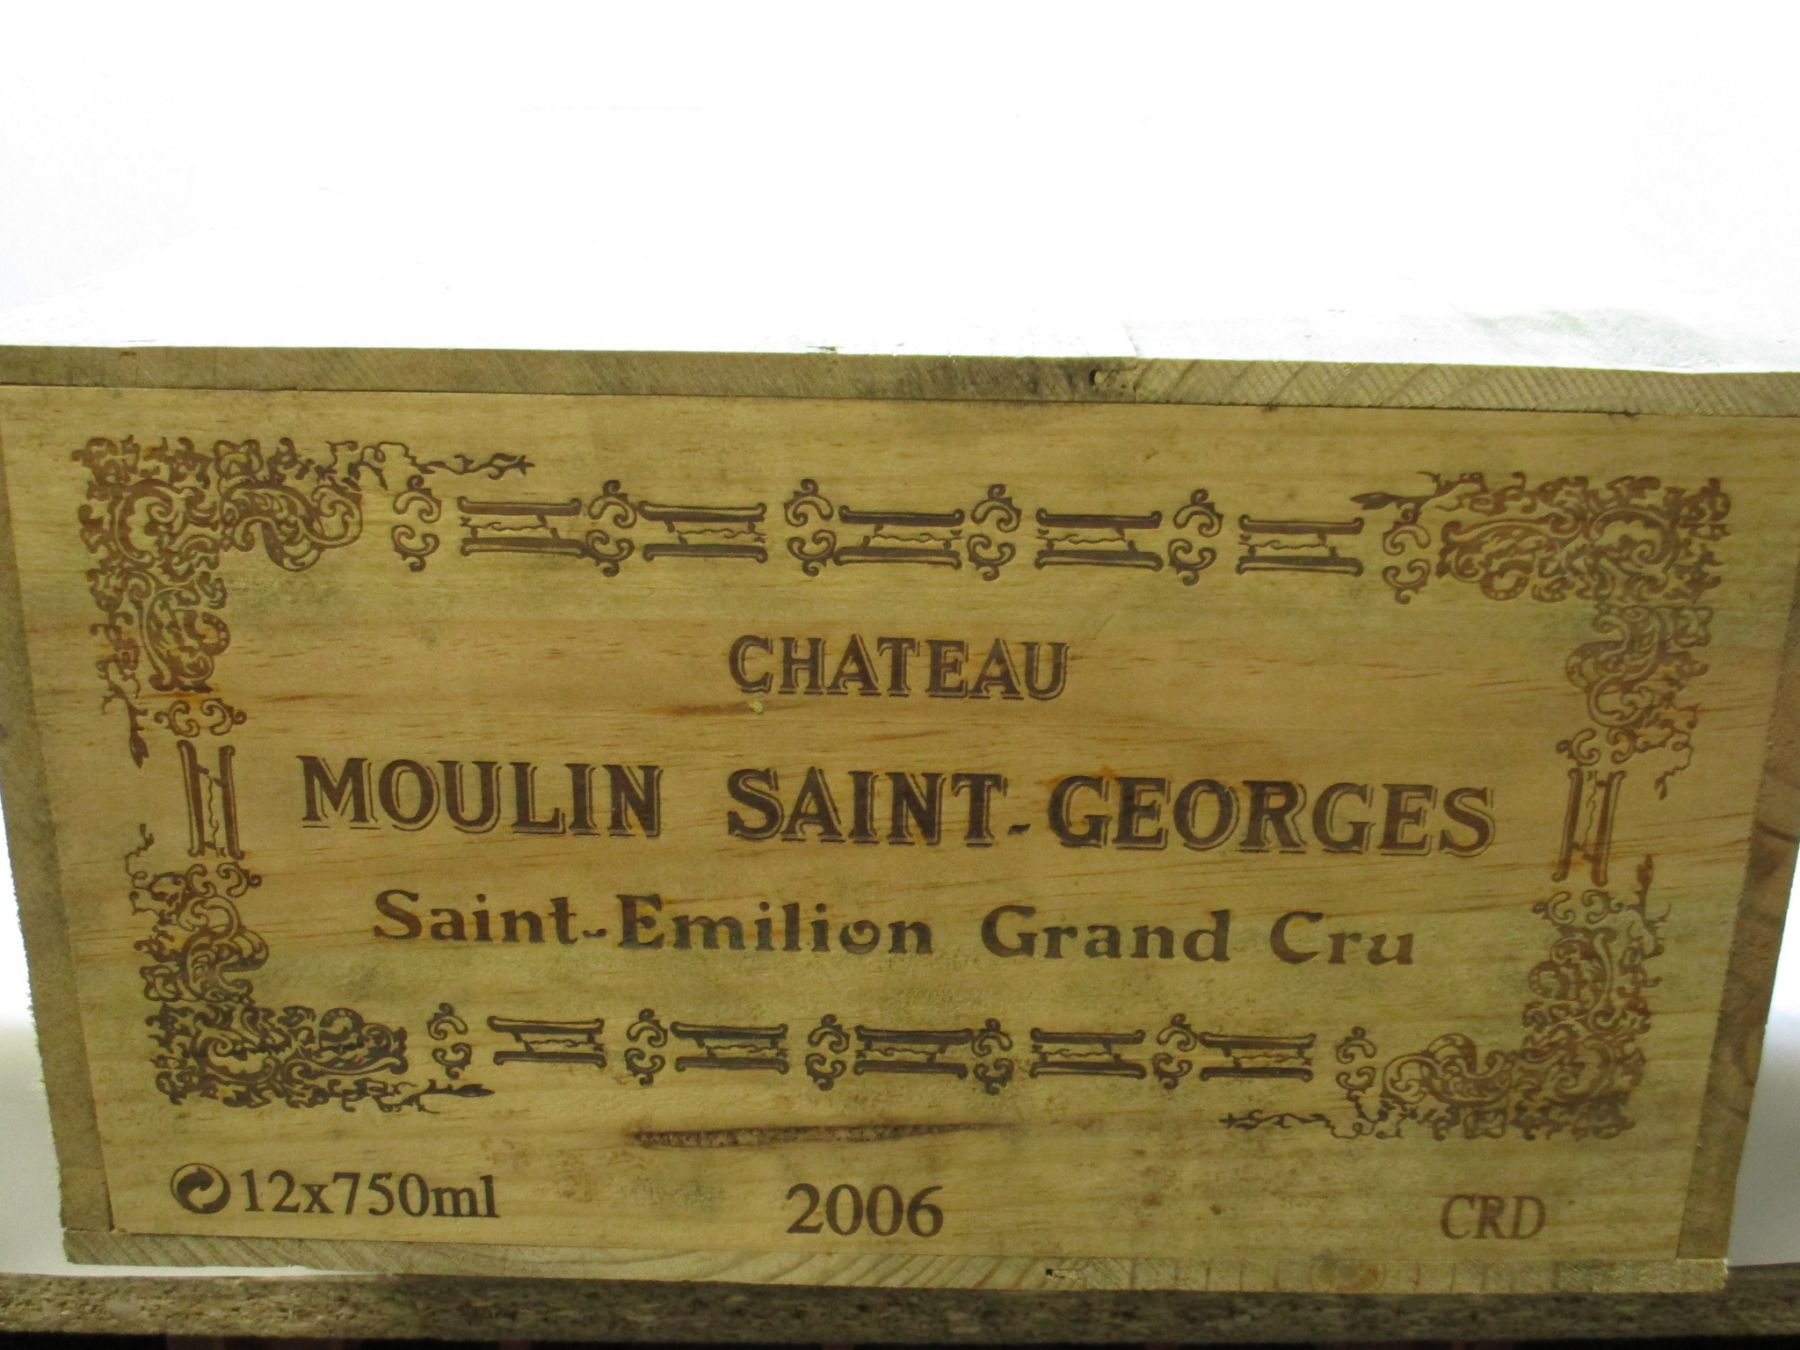 CHATEAU
MOULIN SAINT-GEORGES
Saint-Emilion Grand Cru
12x750ml 2006 CRD